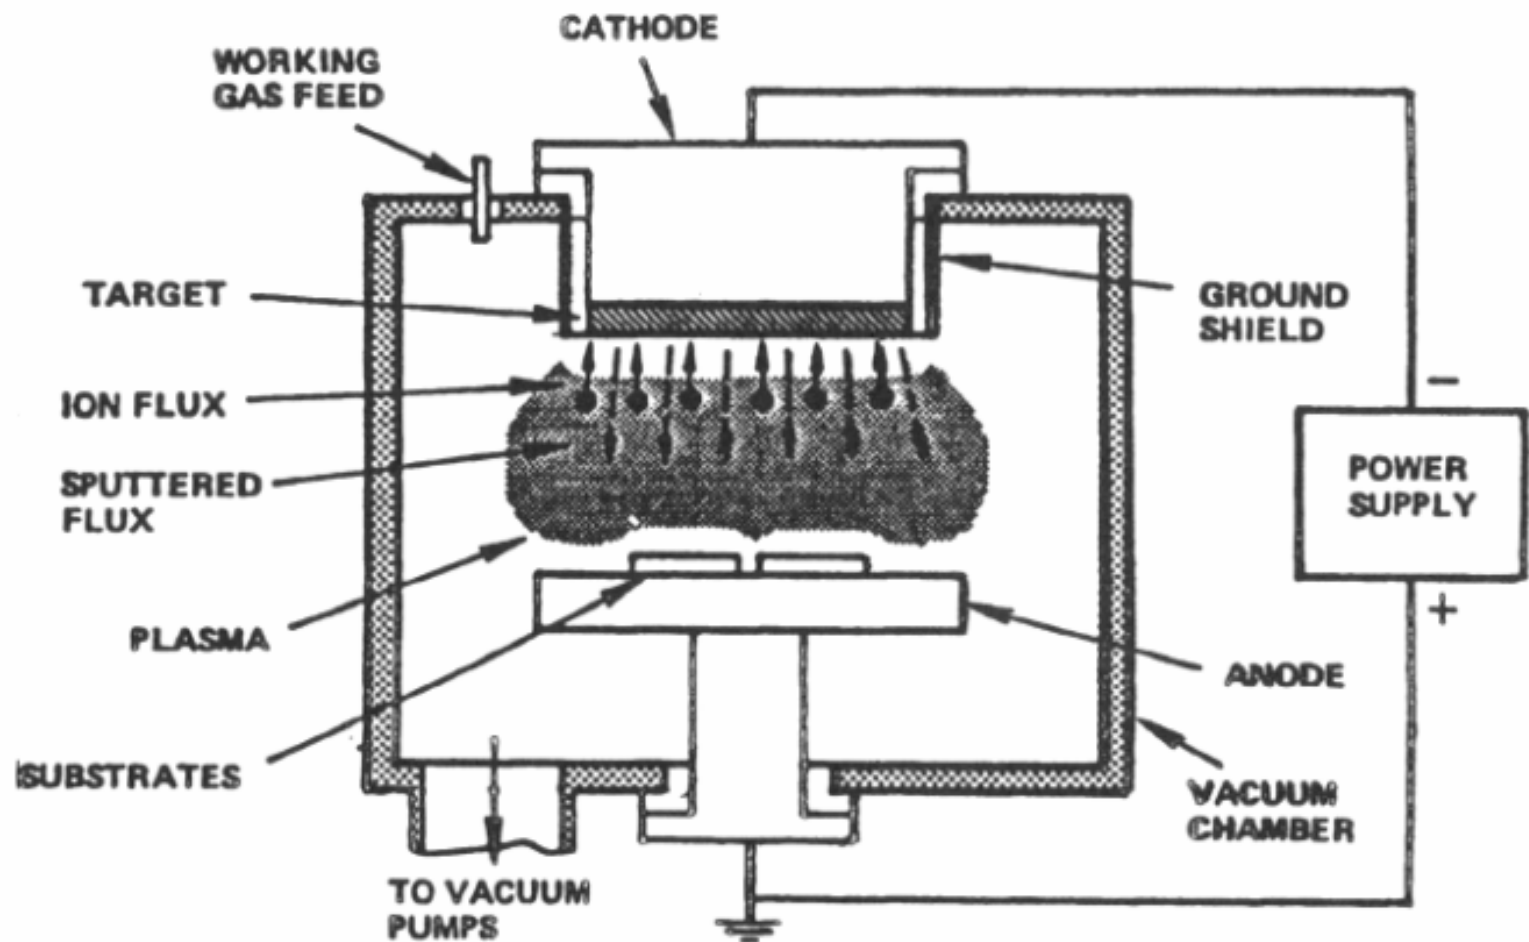 CATHODE
WORKING
GAS FEED
TARGET
GROUND
SHIELD
ION FLUX
−
SPUTTERED
FLUX
POWER
SUPPLY
+
PLASMA
ANODE
SUBSTRATES
VACUUM
CHAMBER
TO VACUUM
PUMPS